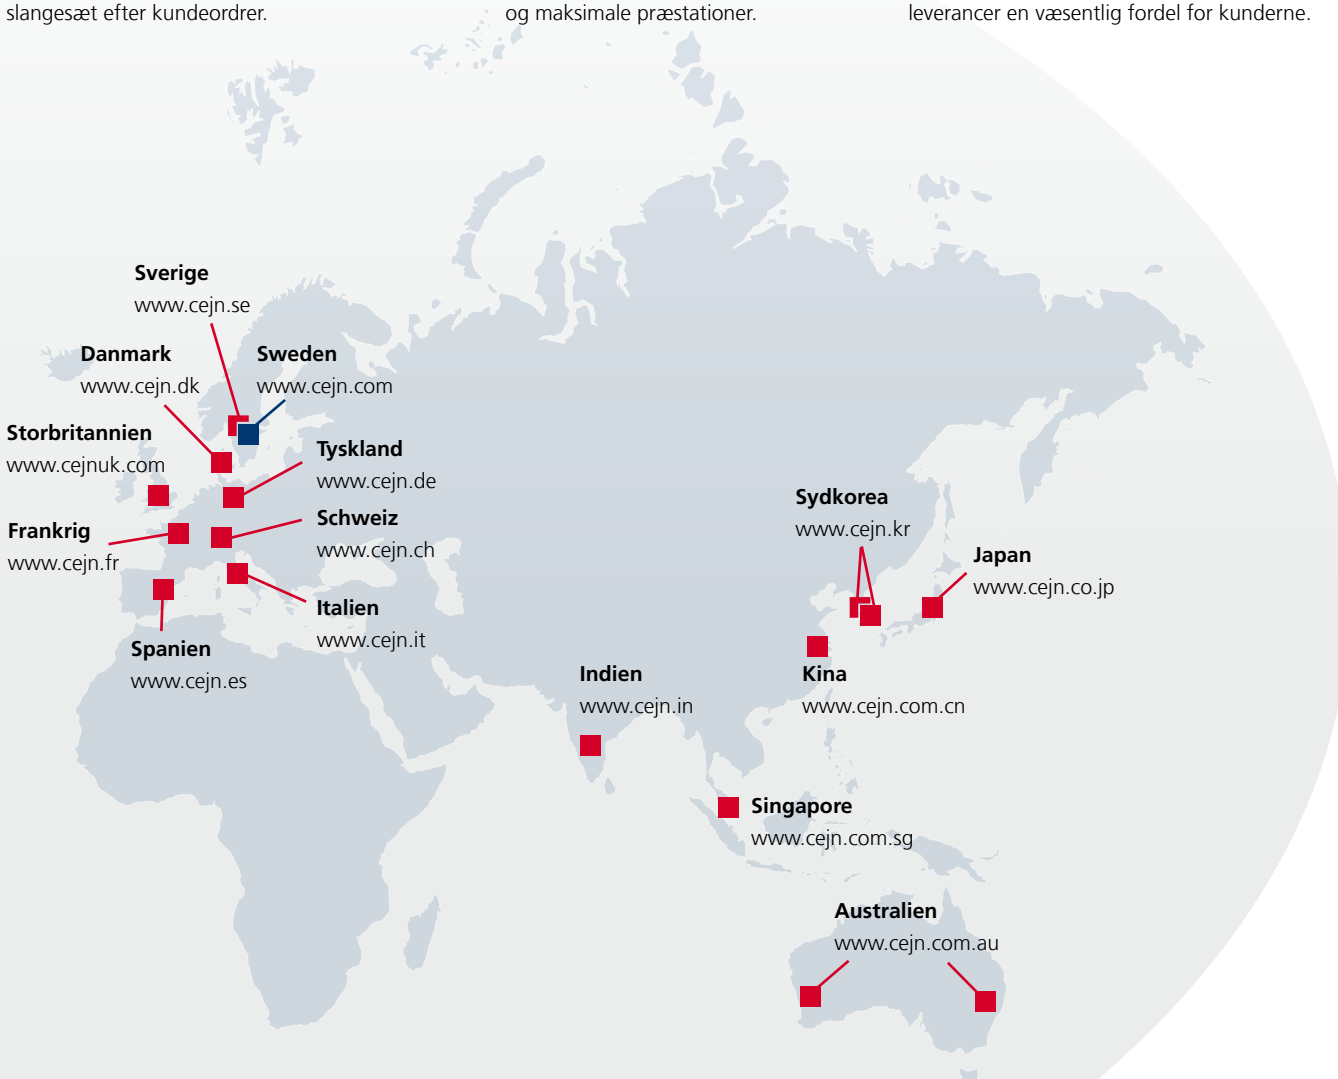 slangesæt efter kundeordrer.
og maksimale præstationer.
leverancer en væsentlig fordel for kunderne.
Sverige
www.cejn.se
Danmark
www.cejn.dk
Sweden
www.cejn.com
Storbritannien
www.cejnuk.com
Tyskland
www.cejn.de
Frankrig
www.cejn.fr
Schweiz
www.cejn.ch
Italien
www.cejn.it
Spanien
www.cejn.es
Sydkorea
www.cejn.kr
Japan
www.cejn.co.jp
Indien
www.cejn.in
Kina
www.cejn.com.cn
Singapore
www.cejn.com.sg
Australien
www.cejn.com.au